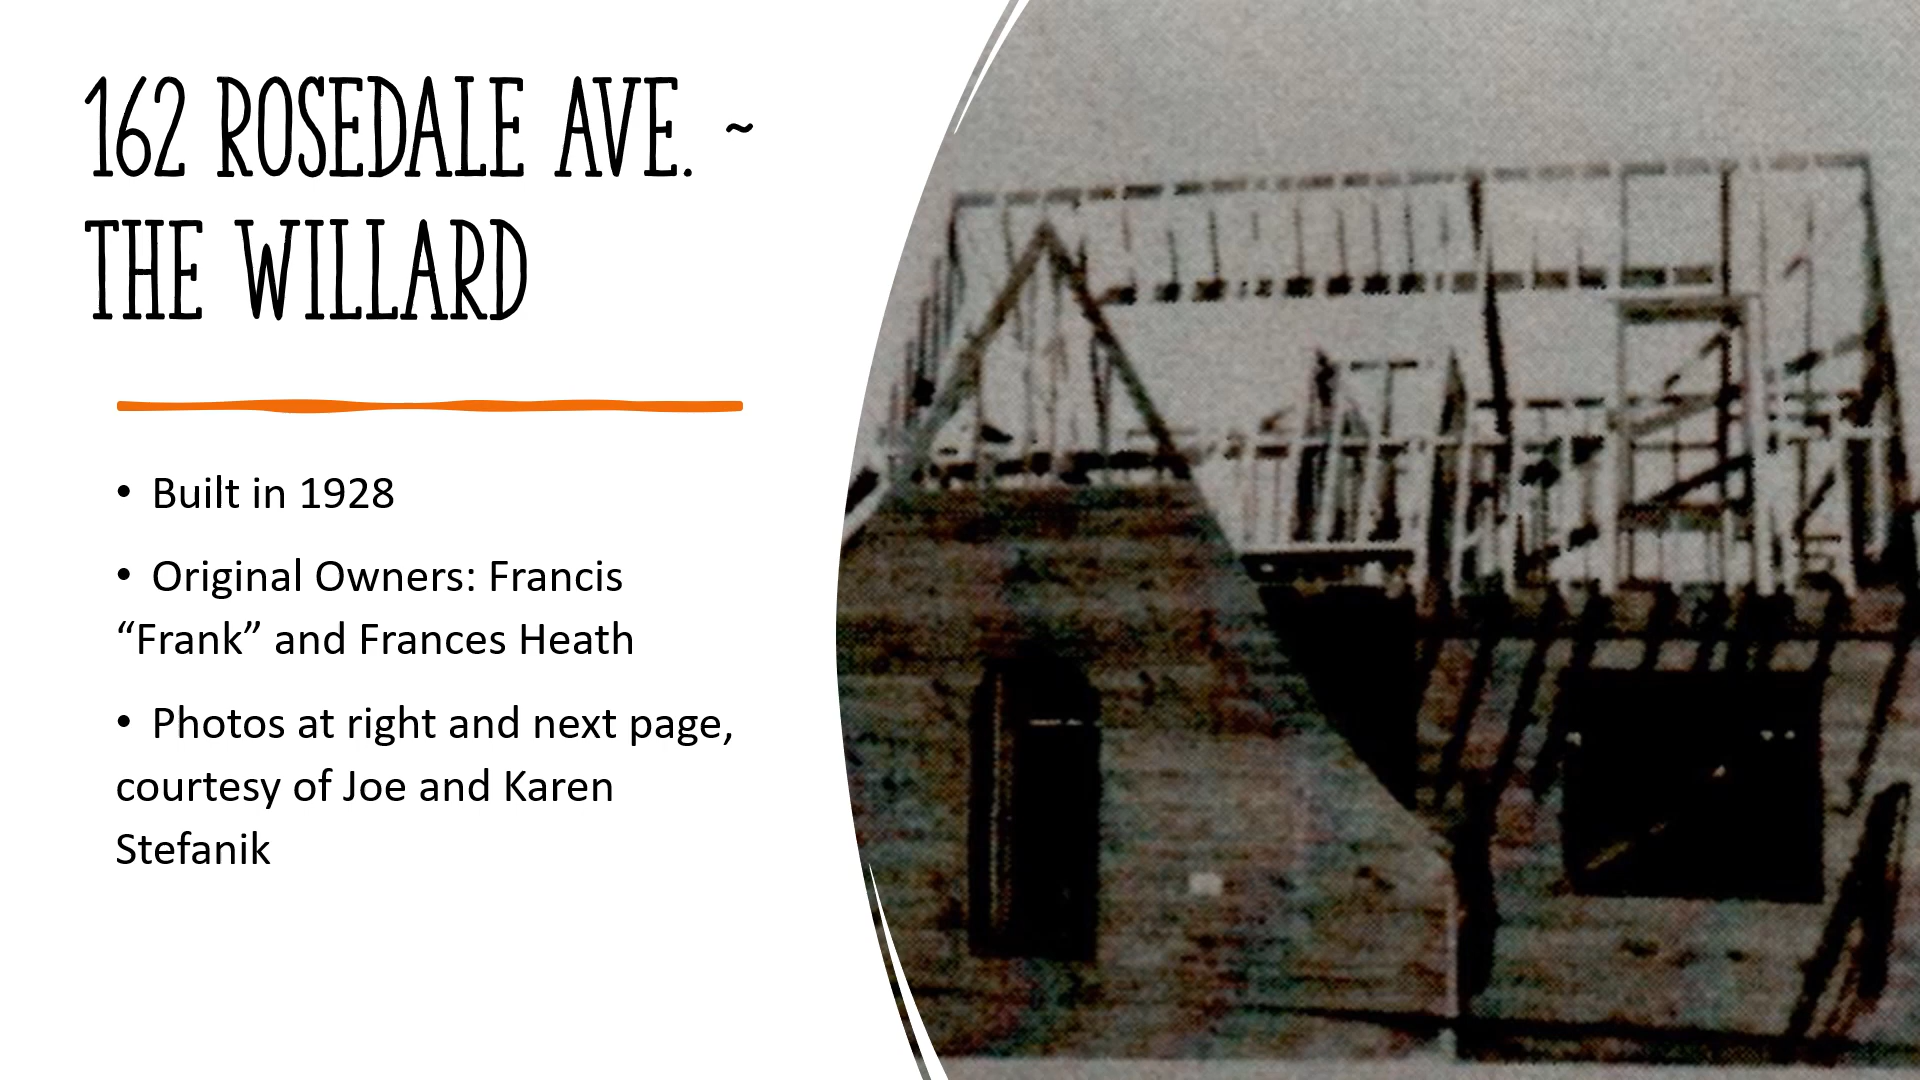 162 ROSEDALE AVE. ~
THE WILLARD
• Built in 1928
• Original Owners: Francis
“Frank” and Frances Heath
• Photos at right and next page,
courtesy of Joe and Karen
Stefanik